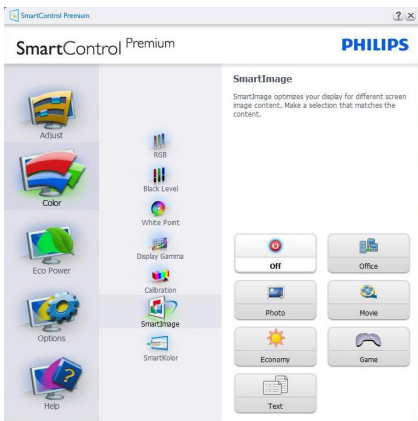 SmartControl Premium
SmartControl Premium
PHILIPS
Adjust
Color
Eco Power
Options
Help
RGB
Black Level
White Point
Display Gamma
Calibration
SmartImage
SmartKolor
SmartImage
SmartImage optimizes your display for different screen
image content. Make a selection that matches the
content.
Off
Office
Photo
Movie
Economy
Game
Text